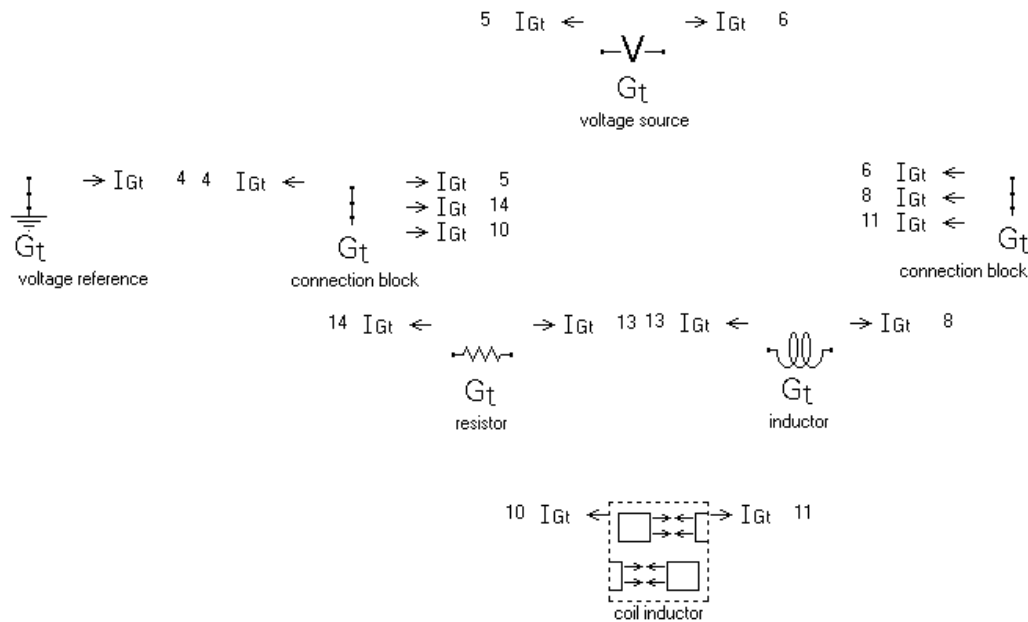 5 IGt IGt 6
V
Gt
voltage source
IGt 4 4 IGt IGt 5
IGt 14
IGt 10
6 IGt
8 IGt
11 IGt
Gt
voltage reference
Gt
connection block
Gt
connection block
14 IGt IGt 13 13 IGt IGt 8
Gt
resistor
Gt
inductor
10 IGt IGt 11
coil inductor